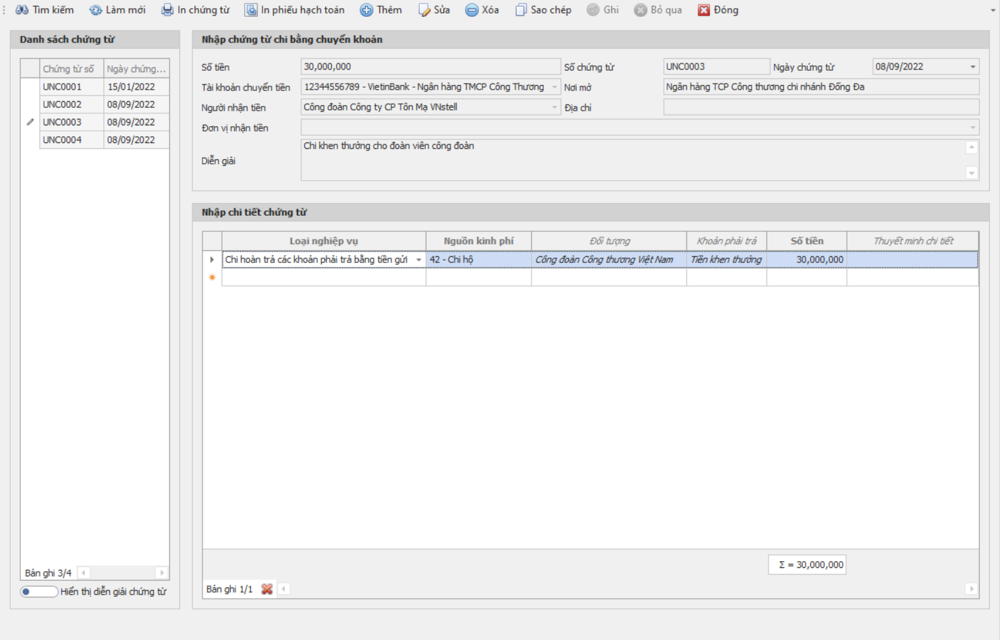 Tìm kiếm Làm mới In chứng từ In phiếu hạch toán Thêm Sửa Xóa Sao chép Ghi Bỏ qua Đóng
Danh sách chứng từ
Chứng từ số Ngày chứng...
UNC0001 15/01/2022
UNC0002 08/09/2022
UNC0003 08/09/2022
UNC0004 08/09/2022
Bản ghi 3/4
Hiển thị diễn giải chứng từ
Nhập chứng từ chi bằng chuyển khoản
Số tiền 30,000,000 Số chứng từ UNC0003 Ngày chứng từ 08/09/2022
Tài khoản chuyển tiền 12344556789 - VietinBank - Ngân hàng TMCP Công Thương Nơi mở Ngân hàng TCP Công thương chi nhánh Đống Đa
Người nhận tiền Công đoàn Công ty CP Tôn Mạ VNstell Địa chỉ
Đơn vị nhận tiền
Diễn giải Chi khen thưởng cho đoàn viên công đoàn
Nhập chi tiết chứng từ
Loại nghiệp vụ Nguồn kinh phí Đối tượng Khoản phải trả Số tiền Thuyết minh chi tiết
Chi hoàn trả các khoản phải trả bằng tiền gửi 42 - Chi hộ Công đoàn Công thương Việt Nam Tiền khen thưởng 30,000,000
Σ = 30,000,000
Bản ghi 1/1